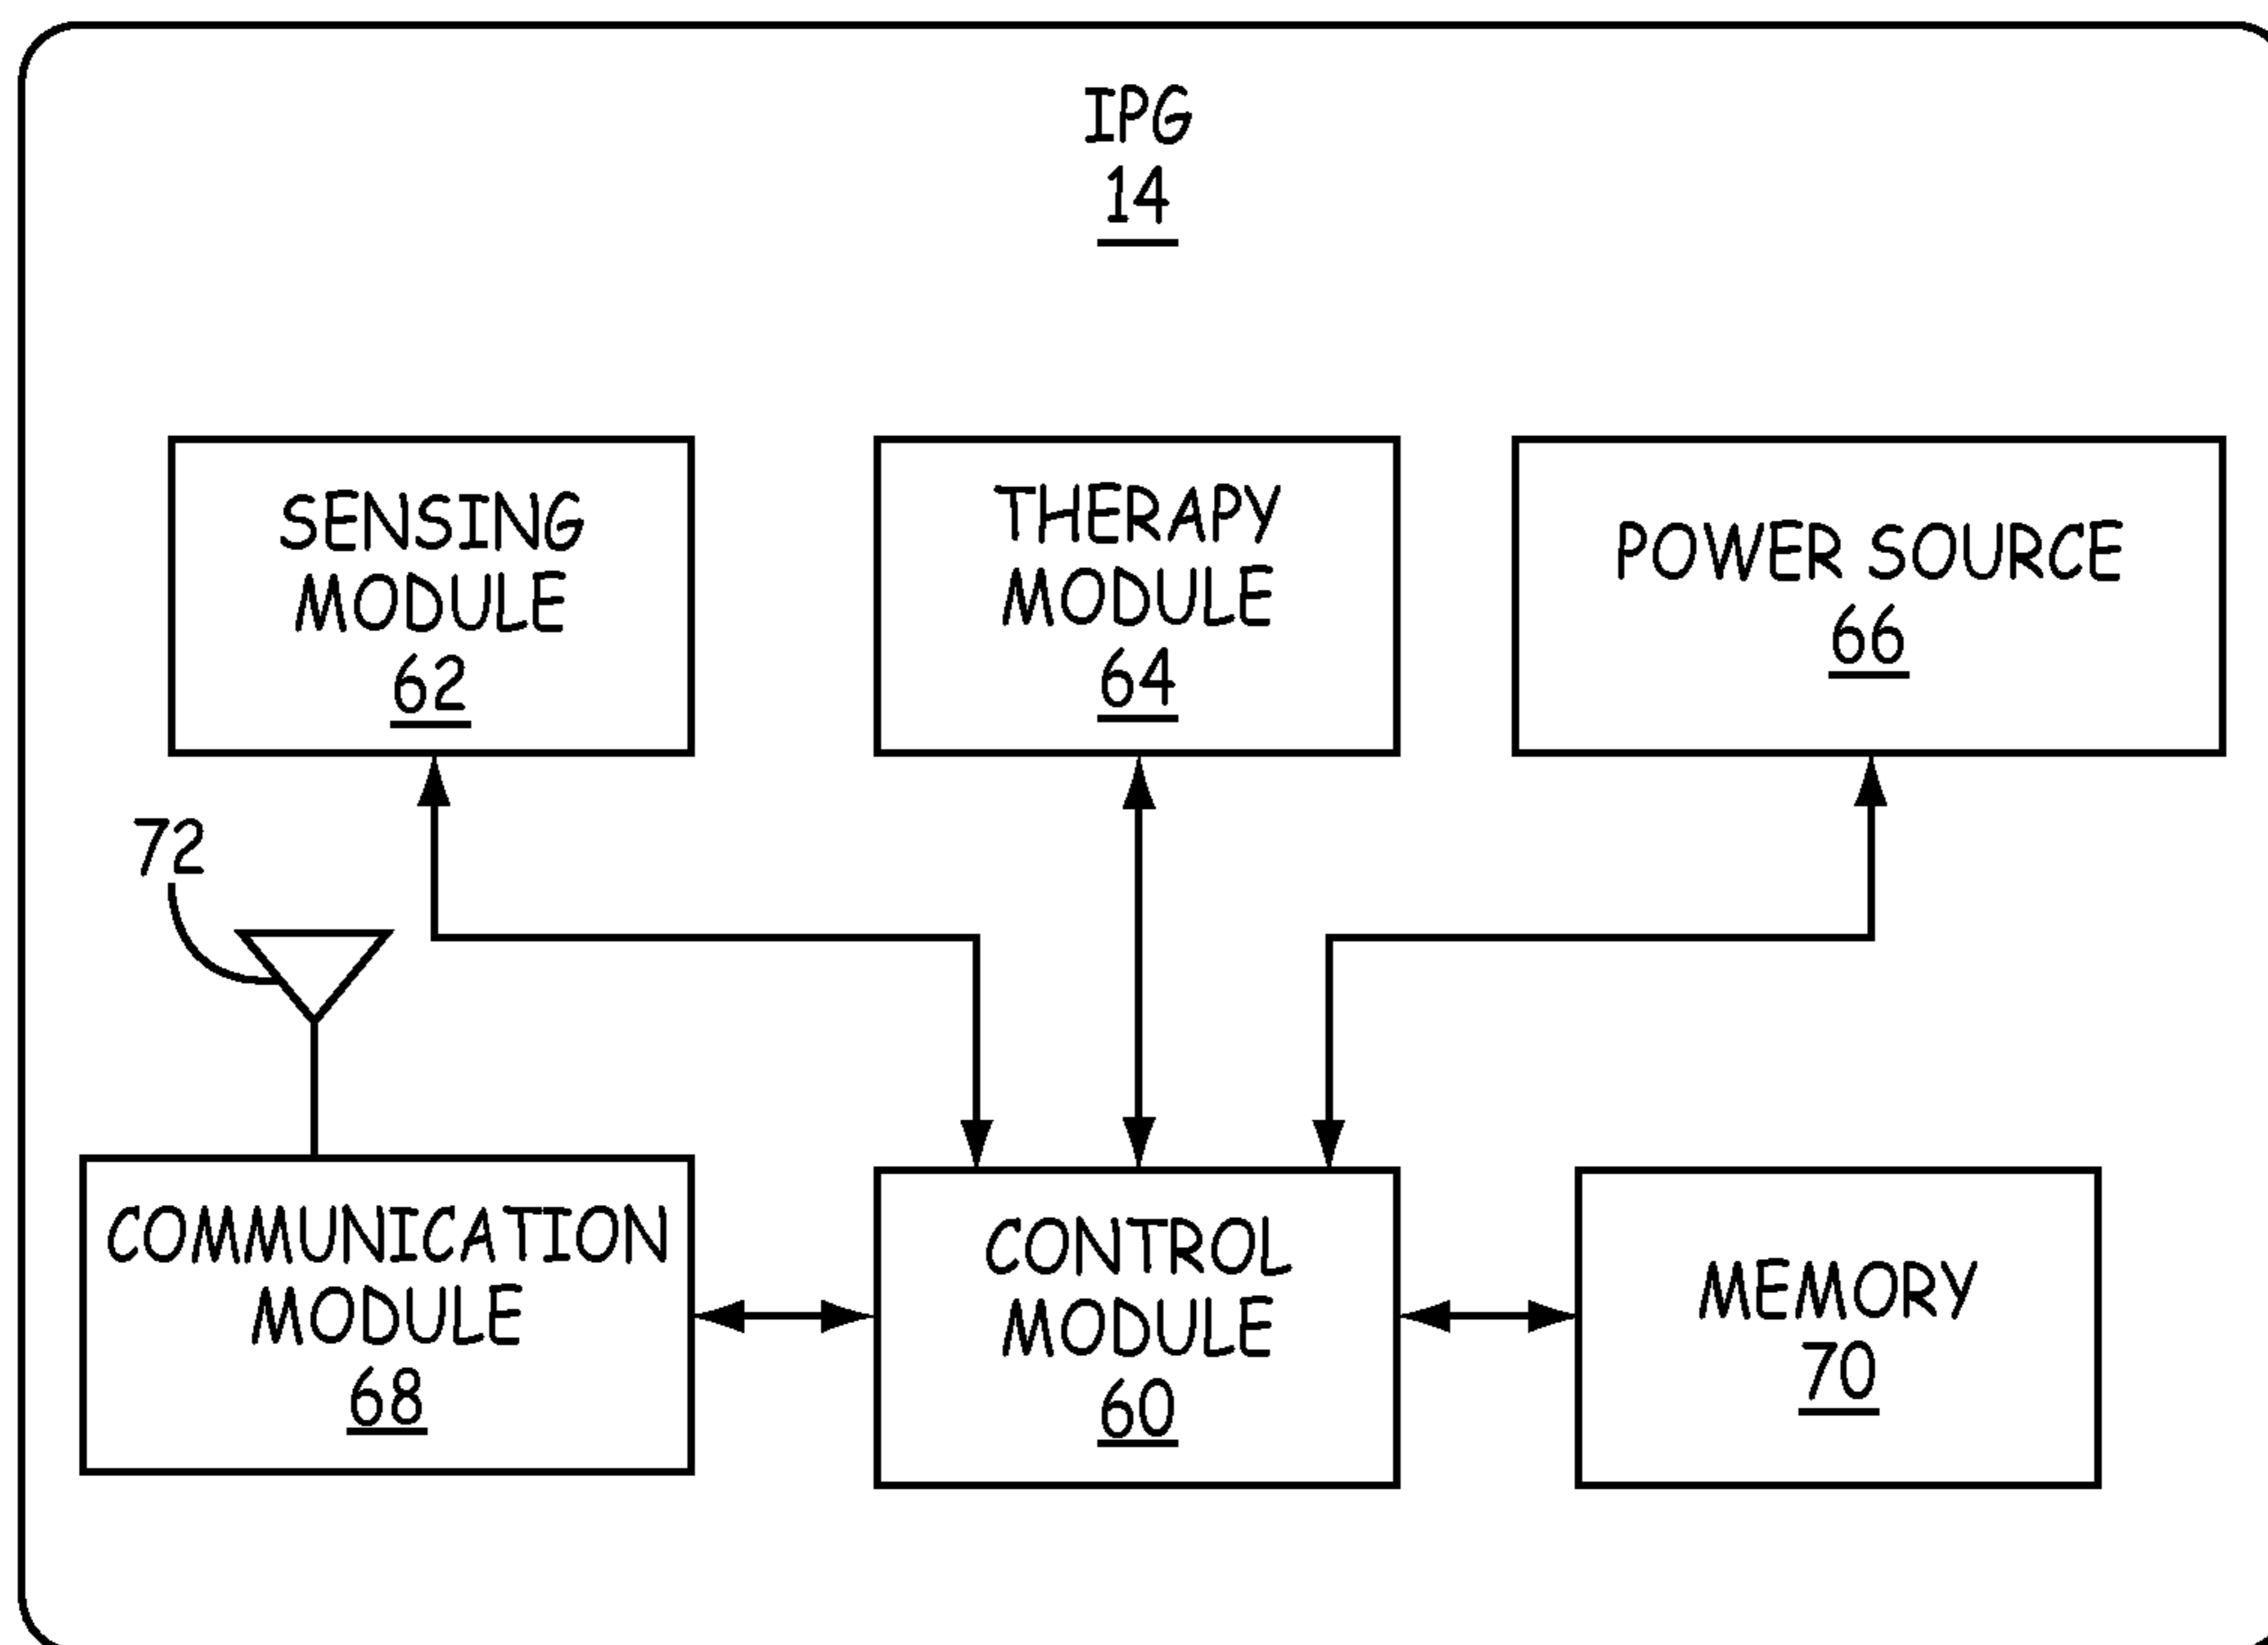 IPG
14
SENSING
MODULE
62
THERAPY
MODULE
64
POWER SOURCE
66
72
COMMUNICATION
MODULE
68
CONTROL
MODULE
60
MEMORY
70